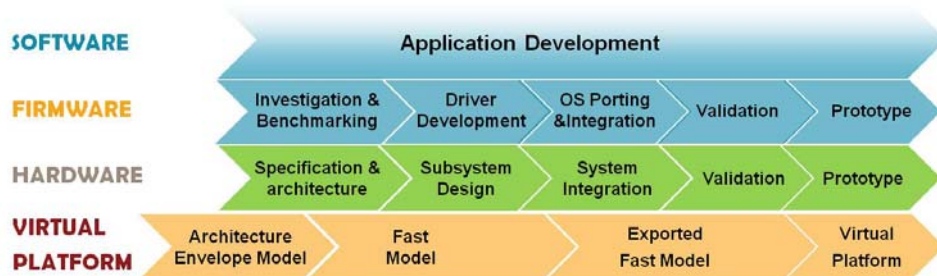 SOFTWARE
Application Development
FIRMWARE
Investigation &
Benchmarking
Driver
Development
OS Porting
&Integration
Validation
Prototype
HARDWARE
Specification &
architecture
Subsystem
Design
System
Integration
Validation
Prototype
VIRTUAL
PLATFORM
Architecture
Envelope Model
Fast
Model
Exported
Fast Model
Virtual
Platform